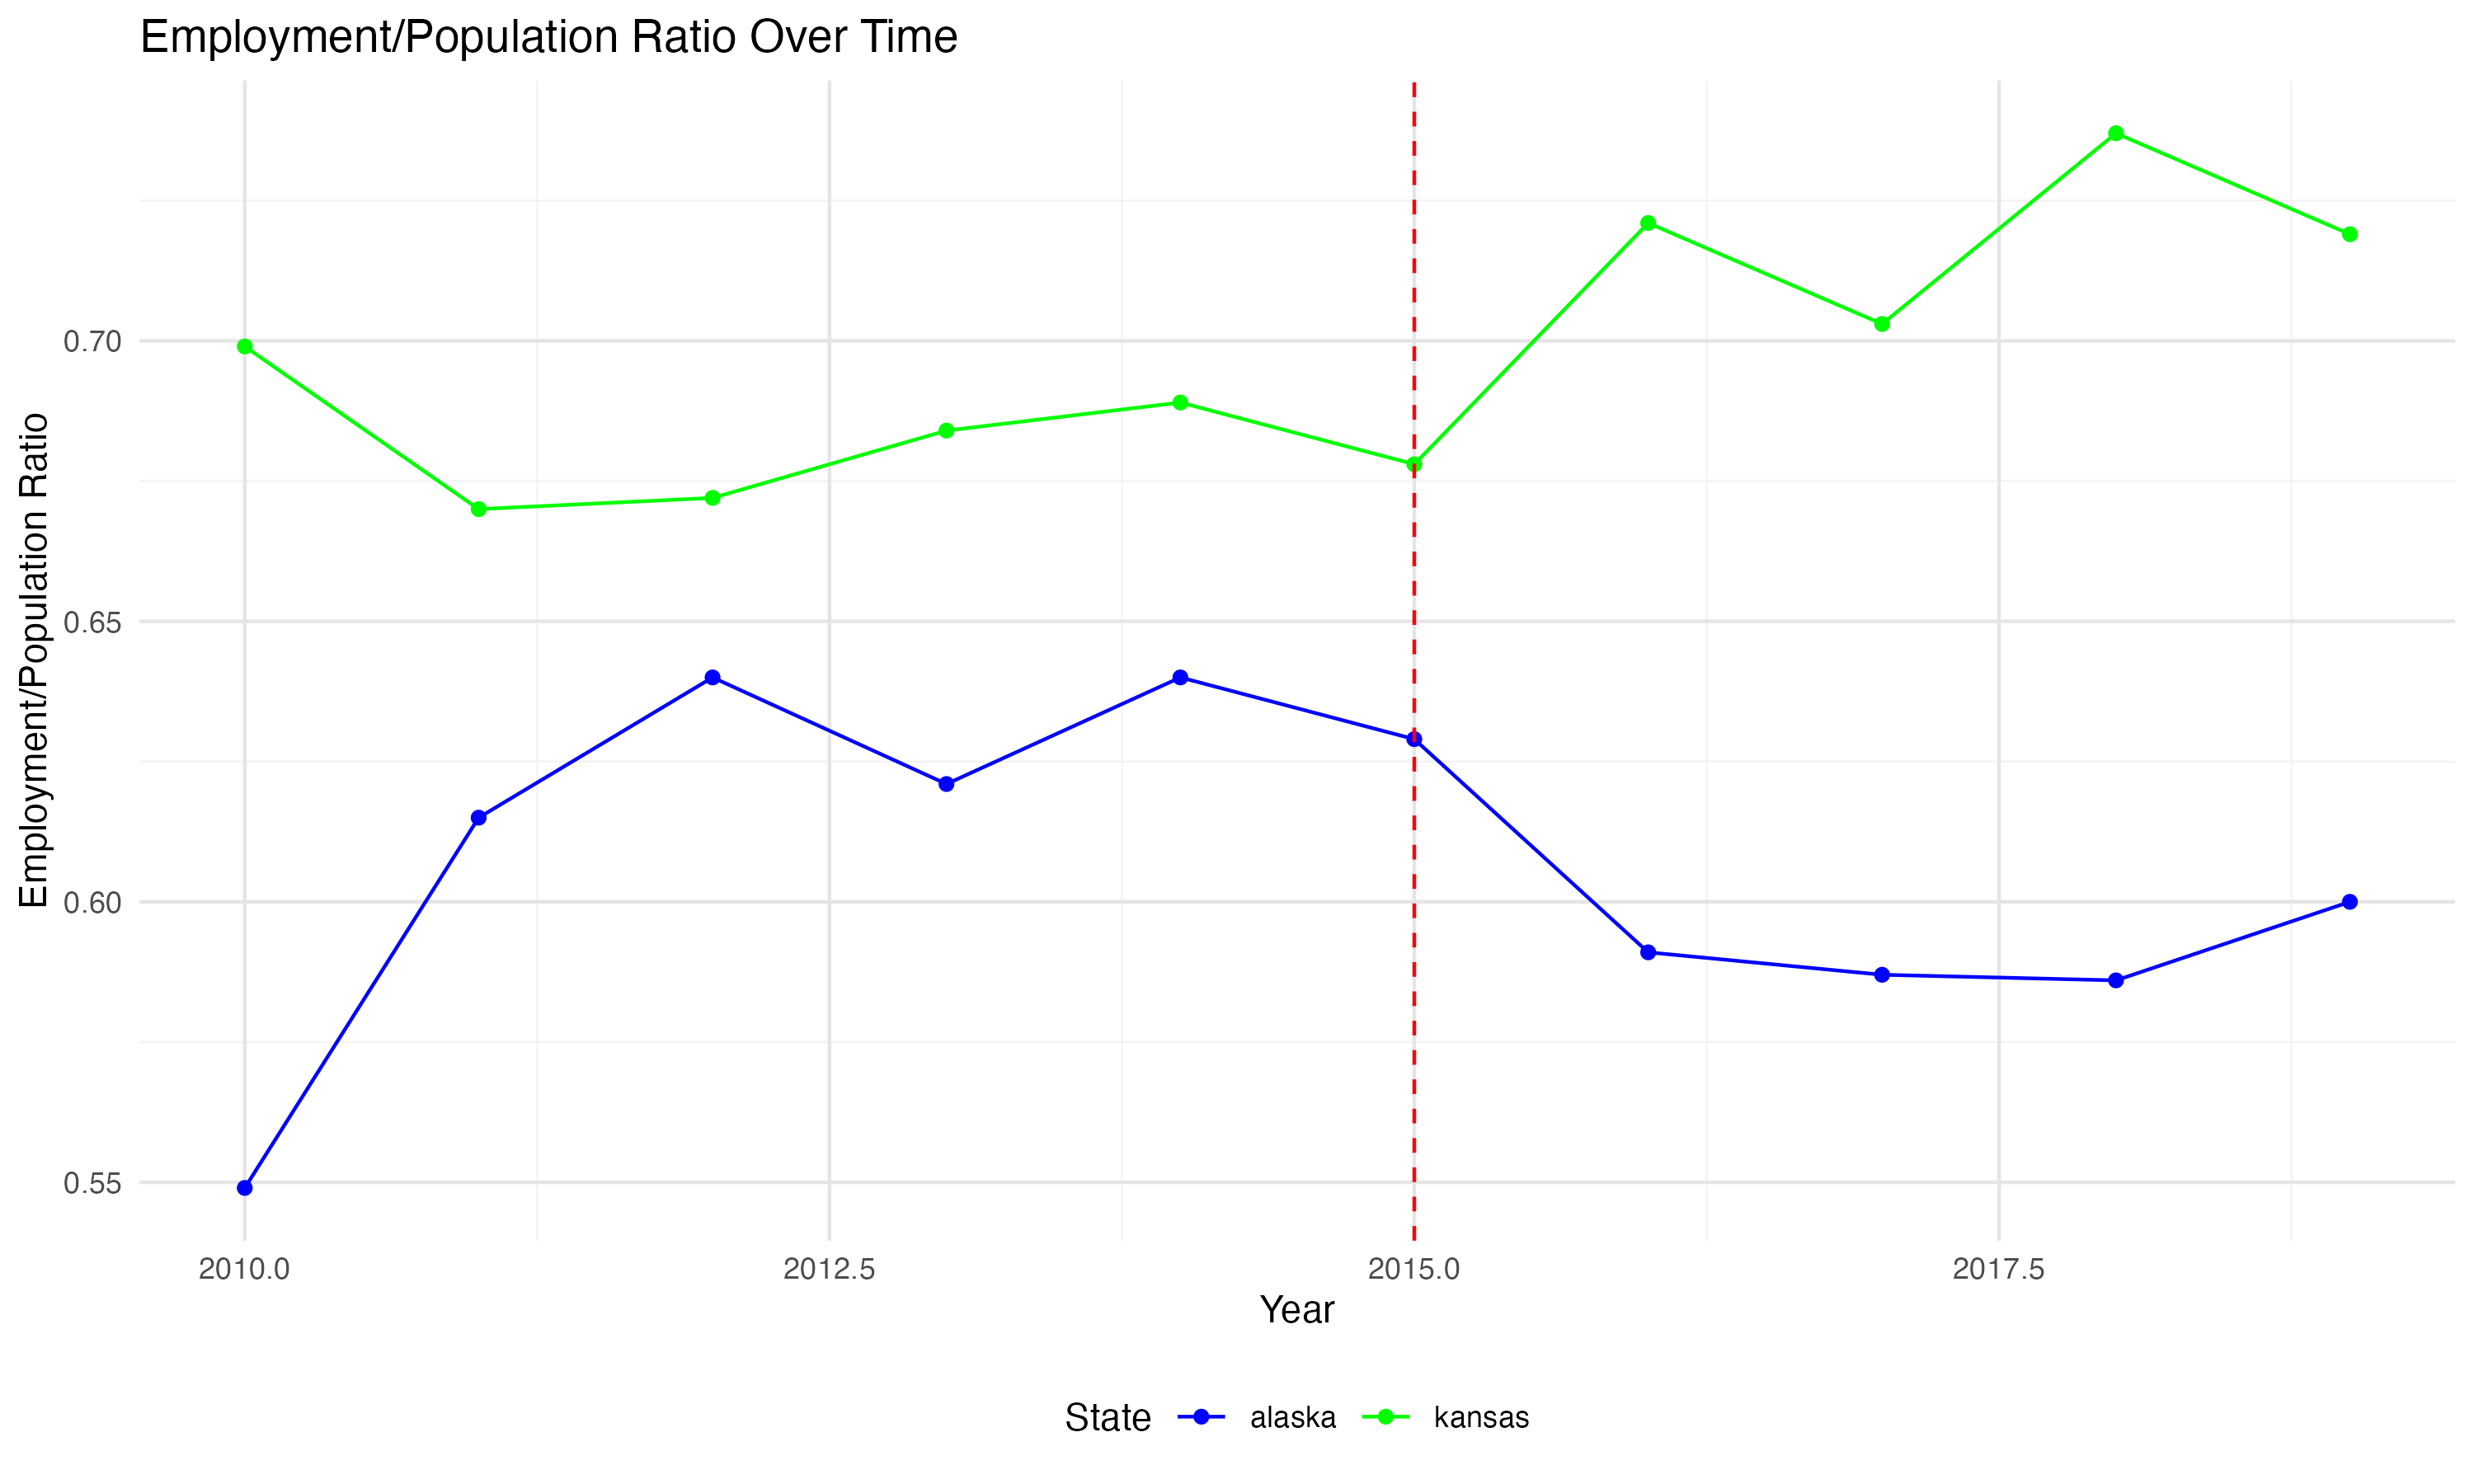 Employment/Population Ratio Over Time
Employment/Population Ratio
0.70
0.65
0.60
0.55
2010.0 2012.5 2015.0 2017.5
Year
State alaska kansas